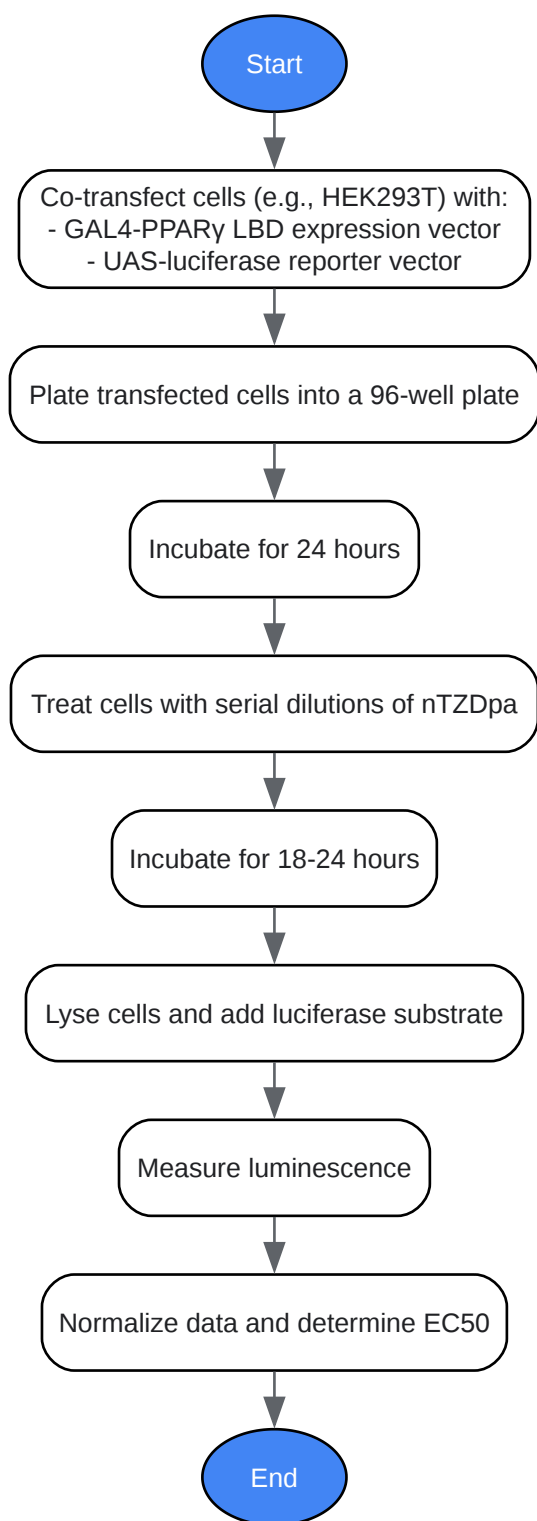 Start
Co-transfect cells (e.g., HEK293T) with:
- GAL4-PPARγ LBD expression vector
- UAS-luciferase reporter vector
Plate transfected cells into a 96-well plate
Incubate for 24 hours
Treat cells with serial dilutions of nTZDpa
Incubate for 18-24 hours
Lyse cells and add luciferase substrate
Measure luminescence
Normalize data and determine EC50
End